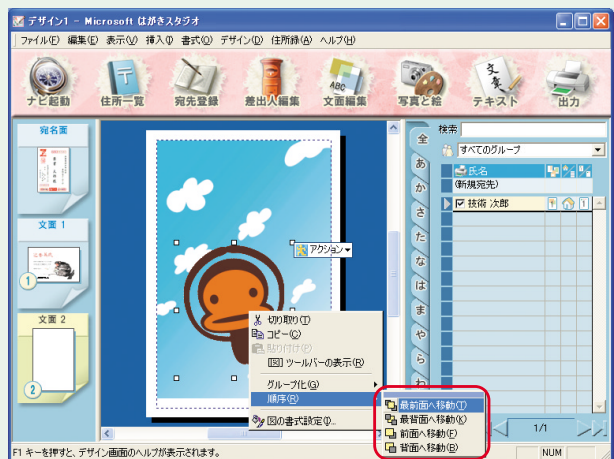 デザイン1 - Microsoft はがきスタジオ
ファイル(F) 編集(E) 表示(V) 挿入(I) 書式(O) デザイン(D) 住所録(A) ヘルプ(H)
ナビ起動 住所一覧 宛先登録 差出人編集 文面編集 写真と絵 テキスト 出力
ABC
文章
宛名面
文面 1
1
文面 2
2
アクション
切り取り(T)
コピー(C)
貼り付け(P)
[図] ツールバーの表示(R)
グループ化(G)
順序(R)
図の書式設定(I)...
最前面へ移動(T)
最背面へ移動(K)
前面へ移動(F)
背面へ移動(B)
全
あ
か
さ
た
な
は
ま
や
ら
わ
検索
すべてのグループ
氏名
(新規宛先)
技術 次郎
1
1/1
F1 キーを押すと、デザイン画面のヘルプが表示されます。
NUM